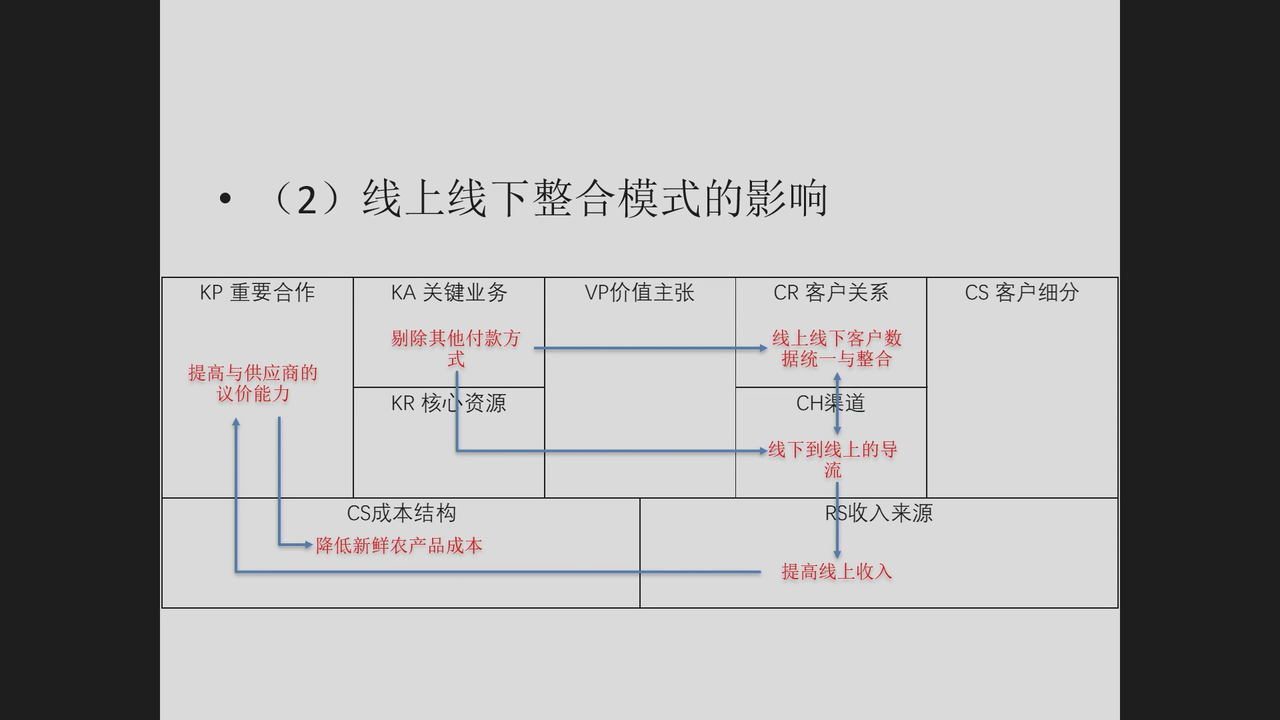 • （2）线上线下整合模式的影响
KP 重要合作
KA 关键业务
VP价值主张
CR 客户关系
CS 客户细分
剔除其他付款方
式
线上线下客户数
据统一与整合
提高与供应商的
议价能力
KR 核心资源
CH渠道
线下到线上的导
流
CS成本结构
RS收入来源
降低新鲜农产品成本
提高线上收入